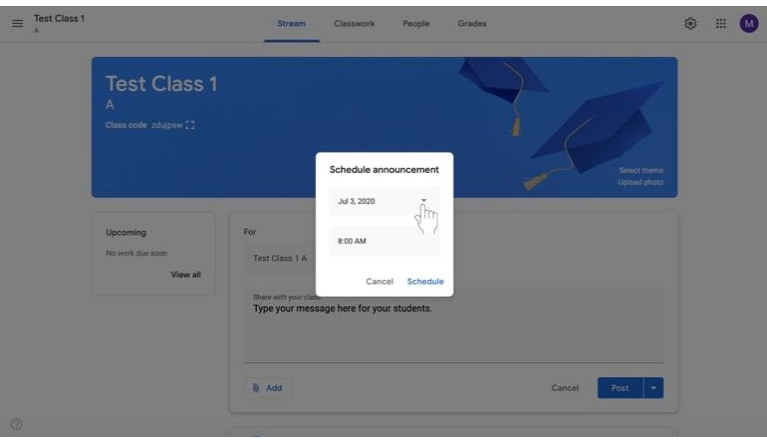 Test Class 1
A
Stream
Classwork
People
Grades
M
Test Class 1
A
Class code zdujpsw
Select theme
Upload photo
Schedule announcement
Jul 3, 2020
8:00 AM
Cancel
Schedule
Upcoming
No work due soon
View all
For
Test Class 1 A
Share with your class
Type your message here for your students.
Add
Cancel
Post